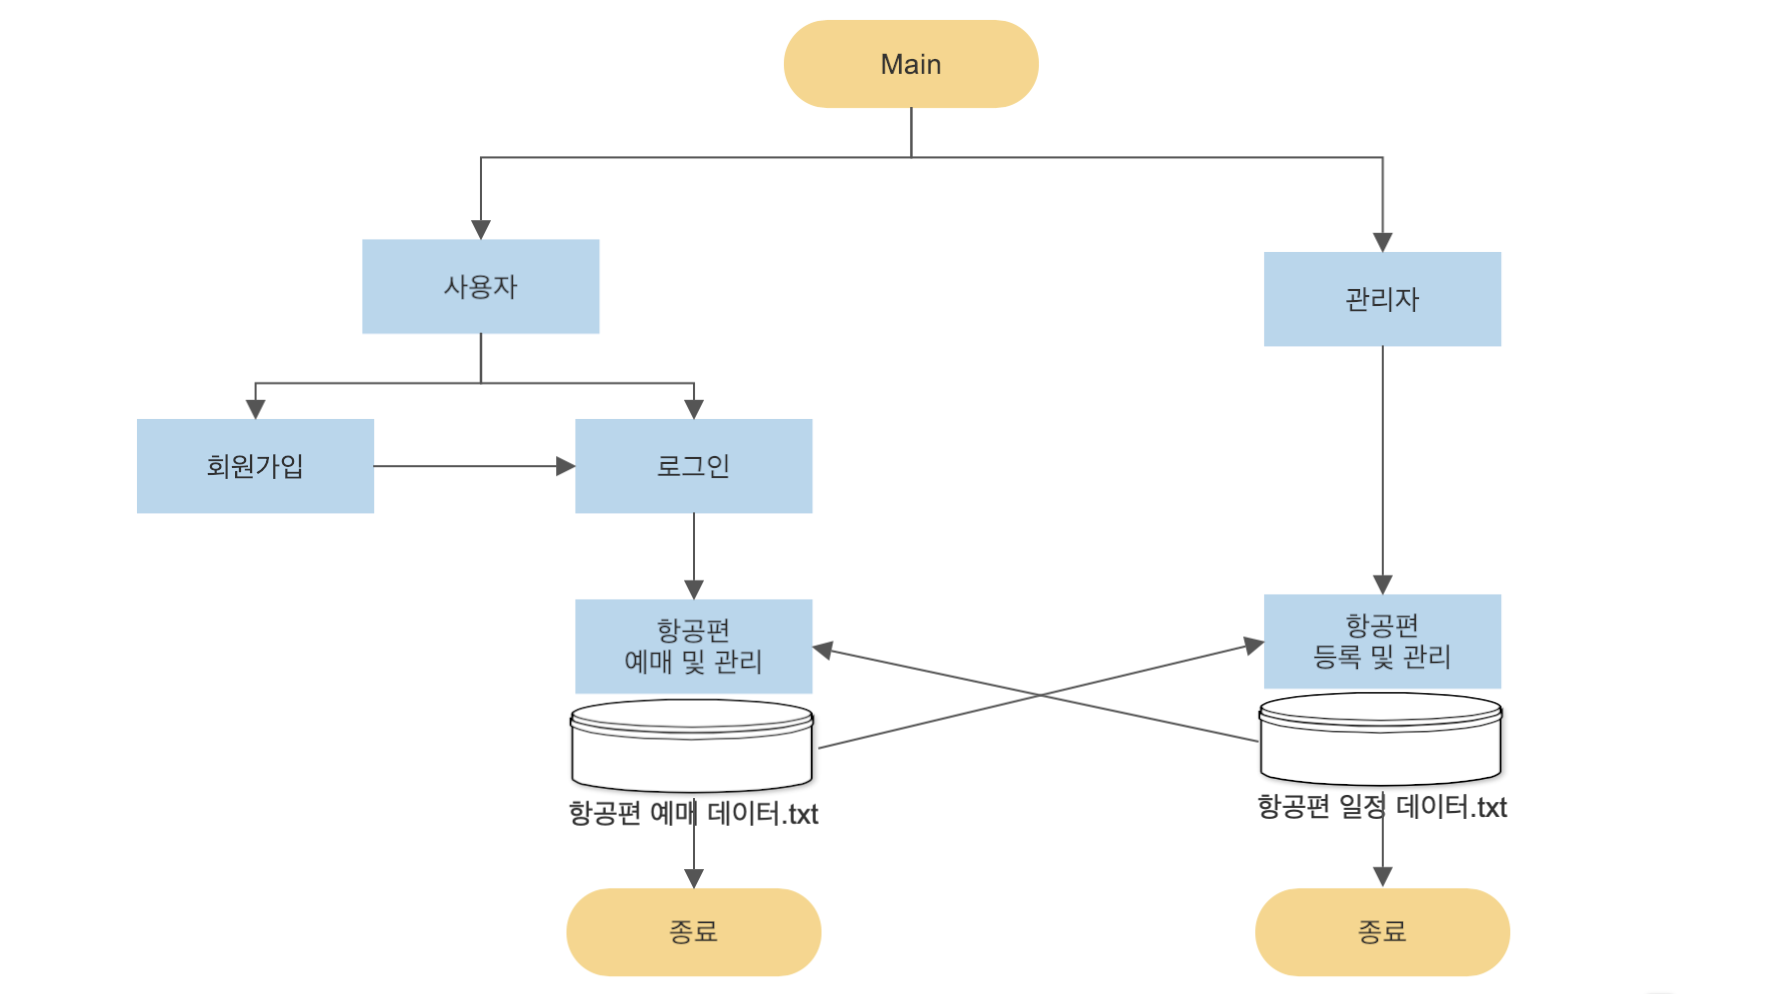 Main
사용자
관리자
회원가입
로그인
항공편
예매 및 관리
항공편
등록 및 관리
항공편 예매 데이터.txt
항공편 일정 데이터.txt
종료
종료